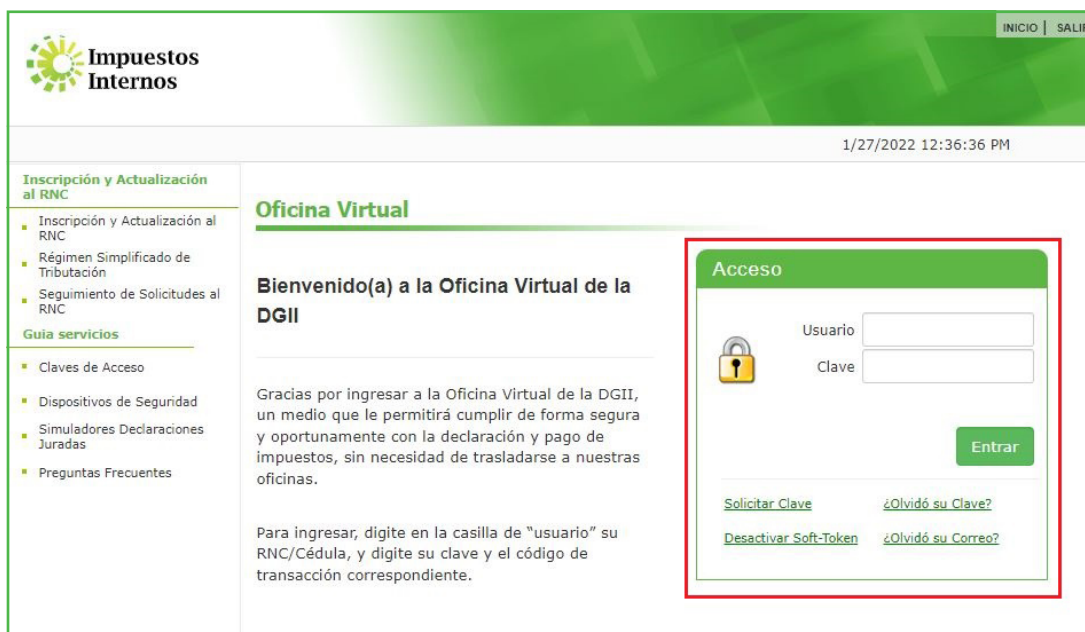 INICIO | SALIR
Impuestos
Internos
1/27/2022 12:36:36 PM
Inscripción y Actualización
al RNC
Inscripción y Actualización al
RNC
Régimen Simplificado de
Tributación
Seguimiento de Solicitudes al
RNC
Guia servicios
Claves de Acceso
Dispositivos de Seguridad
Simuladores Declaraciones
Juradas
Preguntas Frecuentes
Oficina Virtual
Bienvenido(a) a la Oficina Virtual de la
DGII
Gracias por ingresar a la Oficina Virtual de la DGII,
un medio que le permitirá cumplir de forma segura
y oportunamente con la declaración y pago de
impuestos, sin necesidad de trasladarse a nuestras
oficinas.
Para ingresar, digite en la casilla de “usuario” su
RNC/Cédula, y digite su clave y el código de
transacción correspondiente.
Acceso
Usuario
Clave
Entrar
Solicitar Clave ¿Olvidó su Clave?
Desactivar Soft-Token ¿Olvidó su Correo?